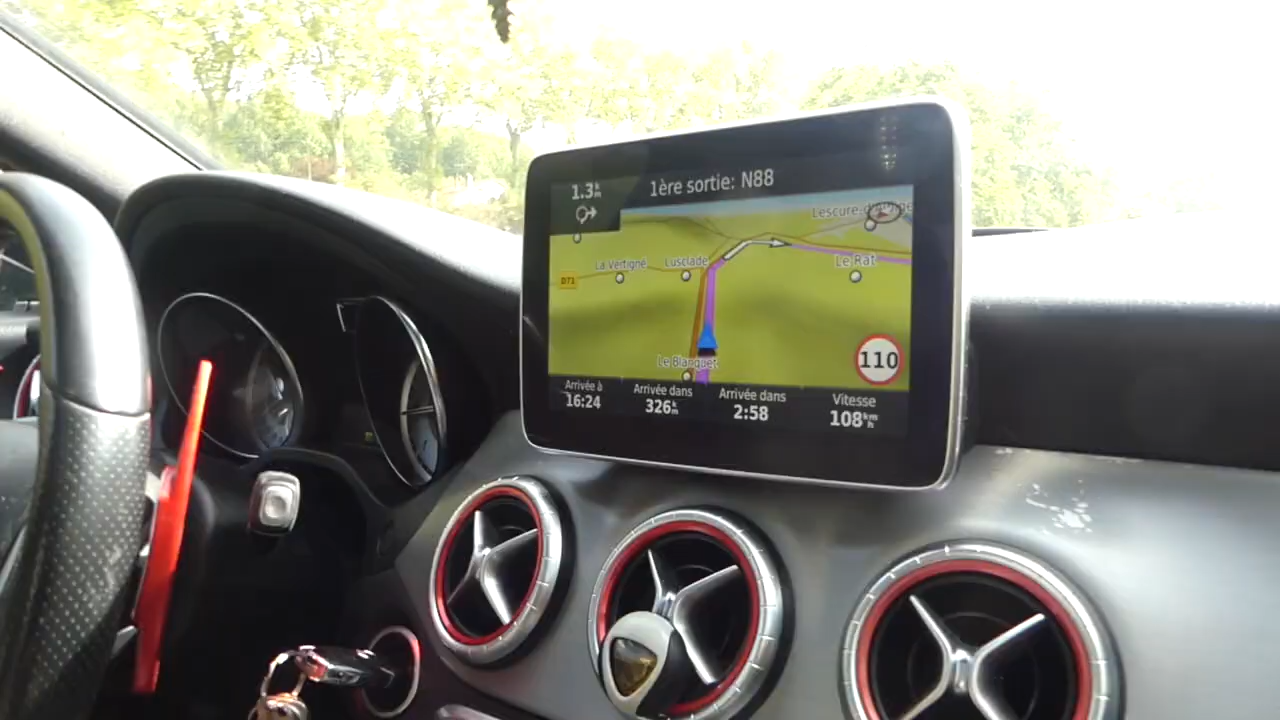 1.3 km
1ère sortie: N88
Lescure-d'Albigeois
La Vertigné
Lusclade
Le Rat
D71
Le Blanquet
110
Arrivée à
16:24
Arrivée dans
326 km
Arrivée dans
2:58
Vitesse
108 km/h